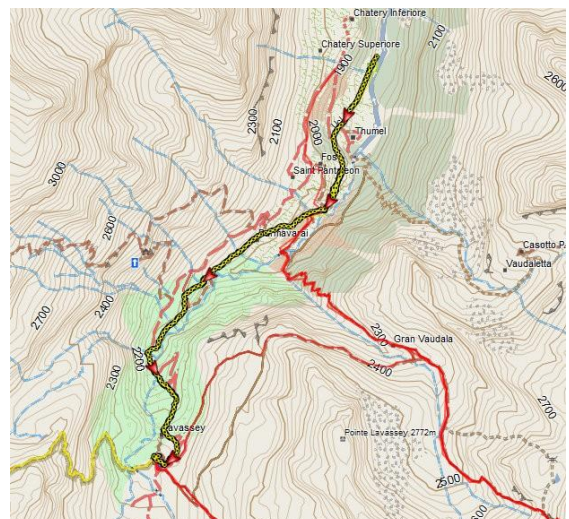 Chatery Inferiore
Chatery Superiore
2100
1900
2600
2300
2100
2000
Thumel
Fos
Saint Pantaleon
3000
2600
Casotto P.
Vaudaletta
2400
2700
2300
Gran Vaudala
2200
2300
2400
2700
Lavassey
Pointe Lavassey 2772m
2500